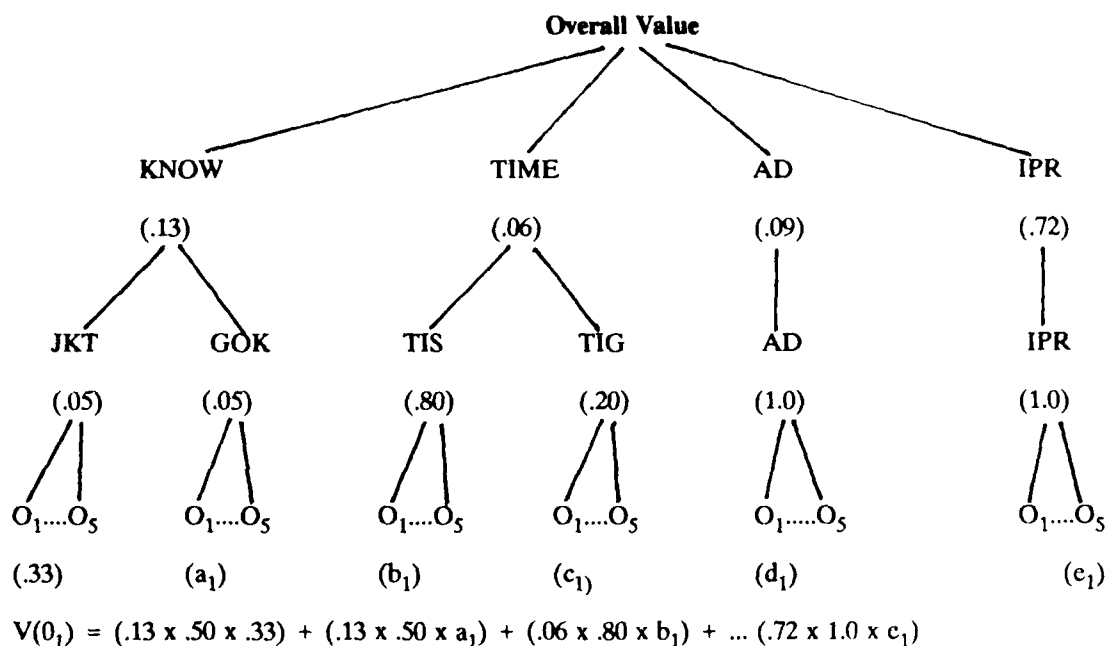 Overall Value
KNOW TIME AD IPR
(.13) (.06) (.09) (.72)
JKT GOK TIS TIG AD IPR
(.05) (.05) (.80) (.20) (1.0) (1.0)
O₁....O₅ O₁....O₅ O₁....O₅ O₁....O₅ O₁.....O₅ O₁....O₅
(.33) (a₁) (b₁) (c₁) (d₁) (e₁)
V(0₁) = (.13 x .50 x .33) + (.13 x .50 x a₁) + (.06 x .80 x b₁) + ... (.72 x 1.0 x c₁)